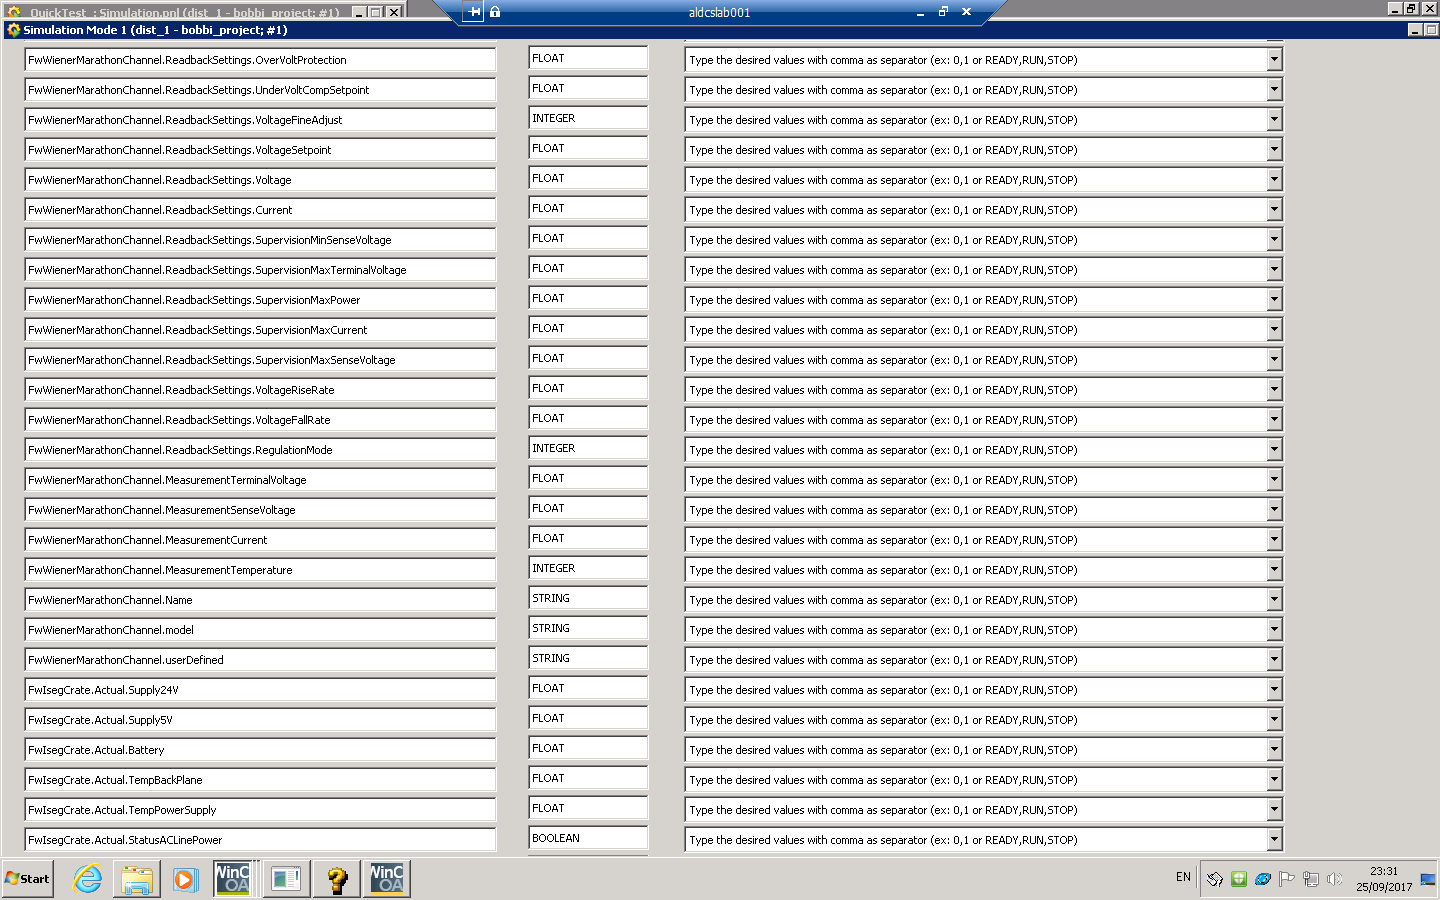 QuickTest : Simulation.pnl (dist_1 - bobbi_project; #1)
aldcslab001
Simulation Mode 1 (dist_1 - bobbi_project; #1)
FwWienerMarathonChannel.ReadbackSettings.OverVoltProtection FLOAT Type the desired values with comma as separator (ex: 0,1 or READY,RUN,STOP)
FwWienerMarathonChannel.ReadbackSettings.UnderVoltCompSetpoint FLOAT Type the desired values with comma as separator (ex: 0,1 or READY,RUN,STOP)
FwWienerMarathonChannel.ReadbackSettings.VoltageFineAdjust INTEGER Type the desired values with comma as separator (ex: 0,1 or READY,RUN,STOP)
FwWienerMarathonChannel.ReadbackSettings.VoltageSetpoint FLOAT Type the desired values with comma as separator (ex: 0,1 or READY,RUN,STOP)
FwWienerMarathonChannel.ReadbackSettings.Voltage FLOAT Type the desired values with comma as separator (ex: 0,1 or READY,RUN,STOP)
FwWienerMarathonChannel.ReadbackSettings.Current FLOAT Type the desired values with comma as separator (ex: 0,1 or READY,RUN,STOP)
FwWienerMarathonChannel.ReadbackSettings.SupervisionMinSenseVoltage FLOAT Type the desired values with comma as separator (ex: 0,1 or READY,RUN,STOP)
FwWienerMarathonChannel.ReadbackSettings.SupervisionMaxTerminalVoltage FLOAT Type the desired values with comma as separator (ex: 0,1 or READY,RUN,STOP)
FwWienerMarathonChannel.ReadbackSettings.SupervisionMaxPower FLOAT Type the desired values with comma as separator (ex: 0,1 or READY,RUN,STOP)
FwWienerMarathonChannel.ReadbackSettings.SupervisionMaxCurrent FLOAT Type the desired values with comma as separator (ex: 0,1 or READY,RUN,STOP)
FwWienerMarathonChannel.ReadbackSettings.SupervisionMaxSenseVoltage FLOAT Type the desired values with comma as separator (ex: 0,1 or READY,RUN,STOP)
FwWienerMarathonChannel.ReadbackSettings.VoltageRiseRate FLOAT Type the desired values with comma as separator (ex: 0,1 or READY,RUN,STOP)
FwWienerMarathonChannel.ReadbackSettings.VoltageFallRate FLOAT Type the desired values with comma as separator (ex: 0,1 or READY,RUN,STOP)
FwWienerMarathonChannel.ReadbackSettings.RegulationMode INTEGER Type the desired values with comma as separator (ex: 0,1 or READY,RUN,STOP)
FwWienerMarathonChannel.MeasurementTerminalVoltage FLOAT Type the desired values with comma as separator (ex: 0,1 or READY,RUN,STOP)
FwWienerMarathonChannel.MeasurementSenseVoltage FLOAT Type the desired values with comma as separator (ex: 0,1 or READY,RUN,STOP)
FwWienerMarathonChannel.MeasurementCurrent FLOAT Type the desired values with comma as separator (ex: 0,1 or READY,RUN,STOP)
FwWienerMarathonChannel.MeasurementTemperature INTEGER Type the desired values with comma as separator (ex: 0,1 or READY,RUN,STOP)
FwWienerMarathonChannel.Name STRING Type the desired values with comma as separator (ex: 0,1 or READY,RUN,STOP)
FwWienerMarathonChannel.model STRING Type the desired values with comma as separator (ex: 0,1 or READY,RUN,STOP)
FwWienerMarathonChannel.userDefined STRING Type the desired values with comma as separator (ex: 0,1 or READY,RUN,STOP)
FwIsegCrate.Actual.Supply24V FLOAT Type the desired values with comma as separator (ex: 0,1 or READY,RUN,STOP)
FwIsegCrate.Actual.Supply5V FLOAT Type the desired values with comma as separator (ex: 0,1 or READY,RUN,STOP)
FwIsegCrate.Actual.Battery FLOAT Type the desired values with comma as separator (ex: 0,1 or READY,RUN,STOP)
FwIsegCrate.Actual.TempBackPlane FLOAT Type the desired values with comma as separator (ex: 0,1 or READY,RUN,STOP)
FwIsegCrate.Actual.TempPowerSupply FLOAT Type the desired values with comma as separator (ex: 0,1 or READY,RUN,STOP)
FwIsegCrate.Actual.StatusACLinePower BOOLEAN Type the desired values with comma as separator (ex: 0,1 or READY,RUN,STOP)
Start
WinC
OA
WinC
OA
EN
23:31
25/09/2017